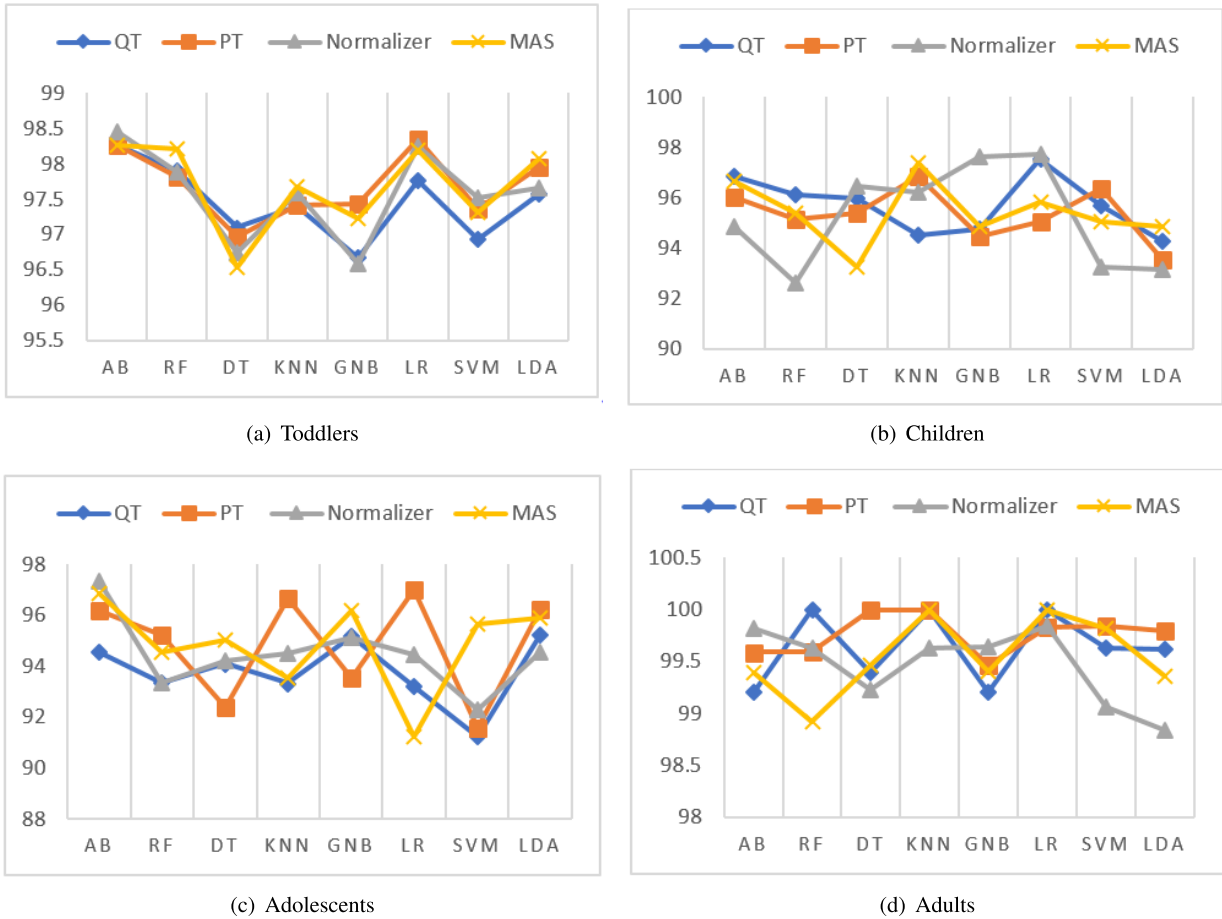 QT PT Normalizer MAS
99
98.5
98
97.5
97
96.5
96
95.5
AB RF DT KNN GNB LR SVM LDA
(a) Toddlers
QT PT Normalizer MAS
100
98
96
94
92
90
AB RF DT KNN GNB LR SVM LDA
(b) Children
QT PT Normalizer MAS
98
96
94
92
90
88
AB RF DT KNN GNB LR SVM LDA
(c) Adolescents
QT PT Normalizer MAS
100.5
100
99.5
99
98.5
98
AB RF DT KNN GNB LR SVM LDA
(d) Adults